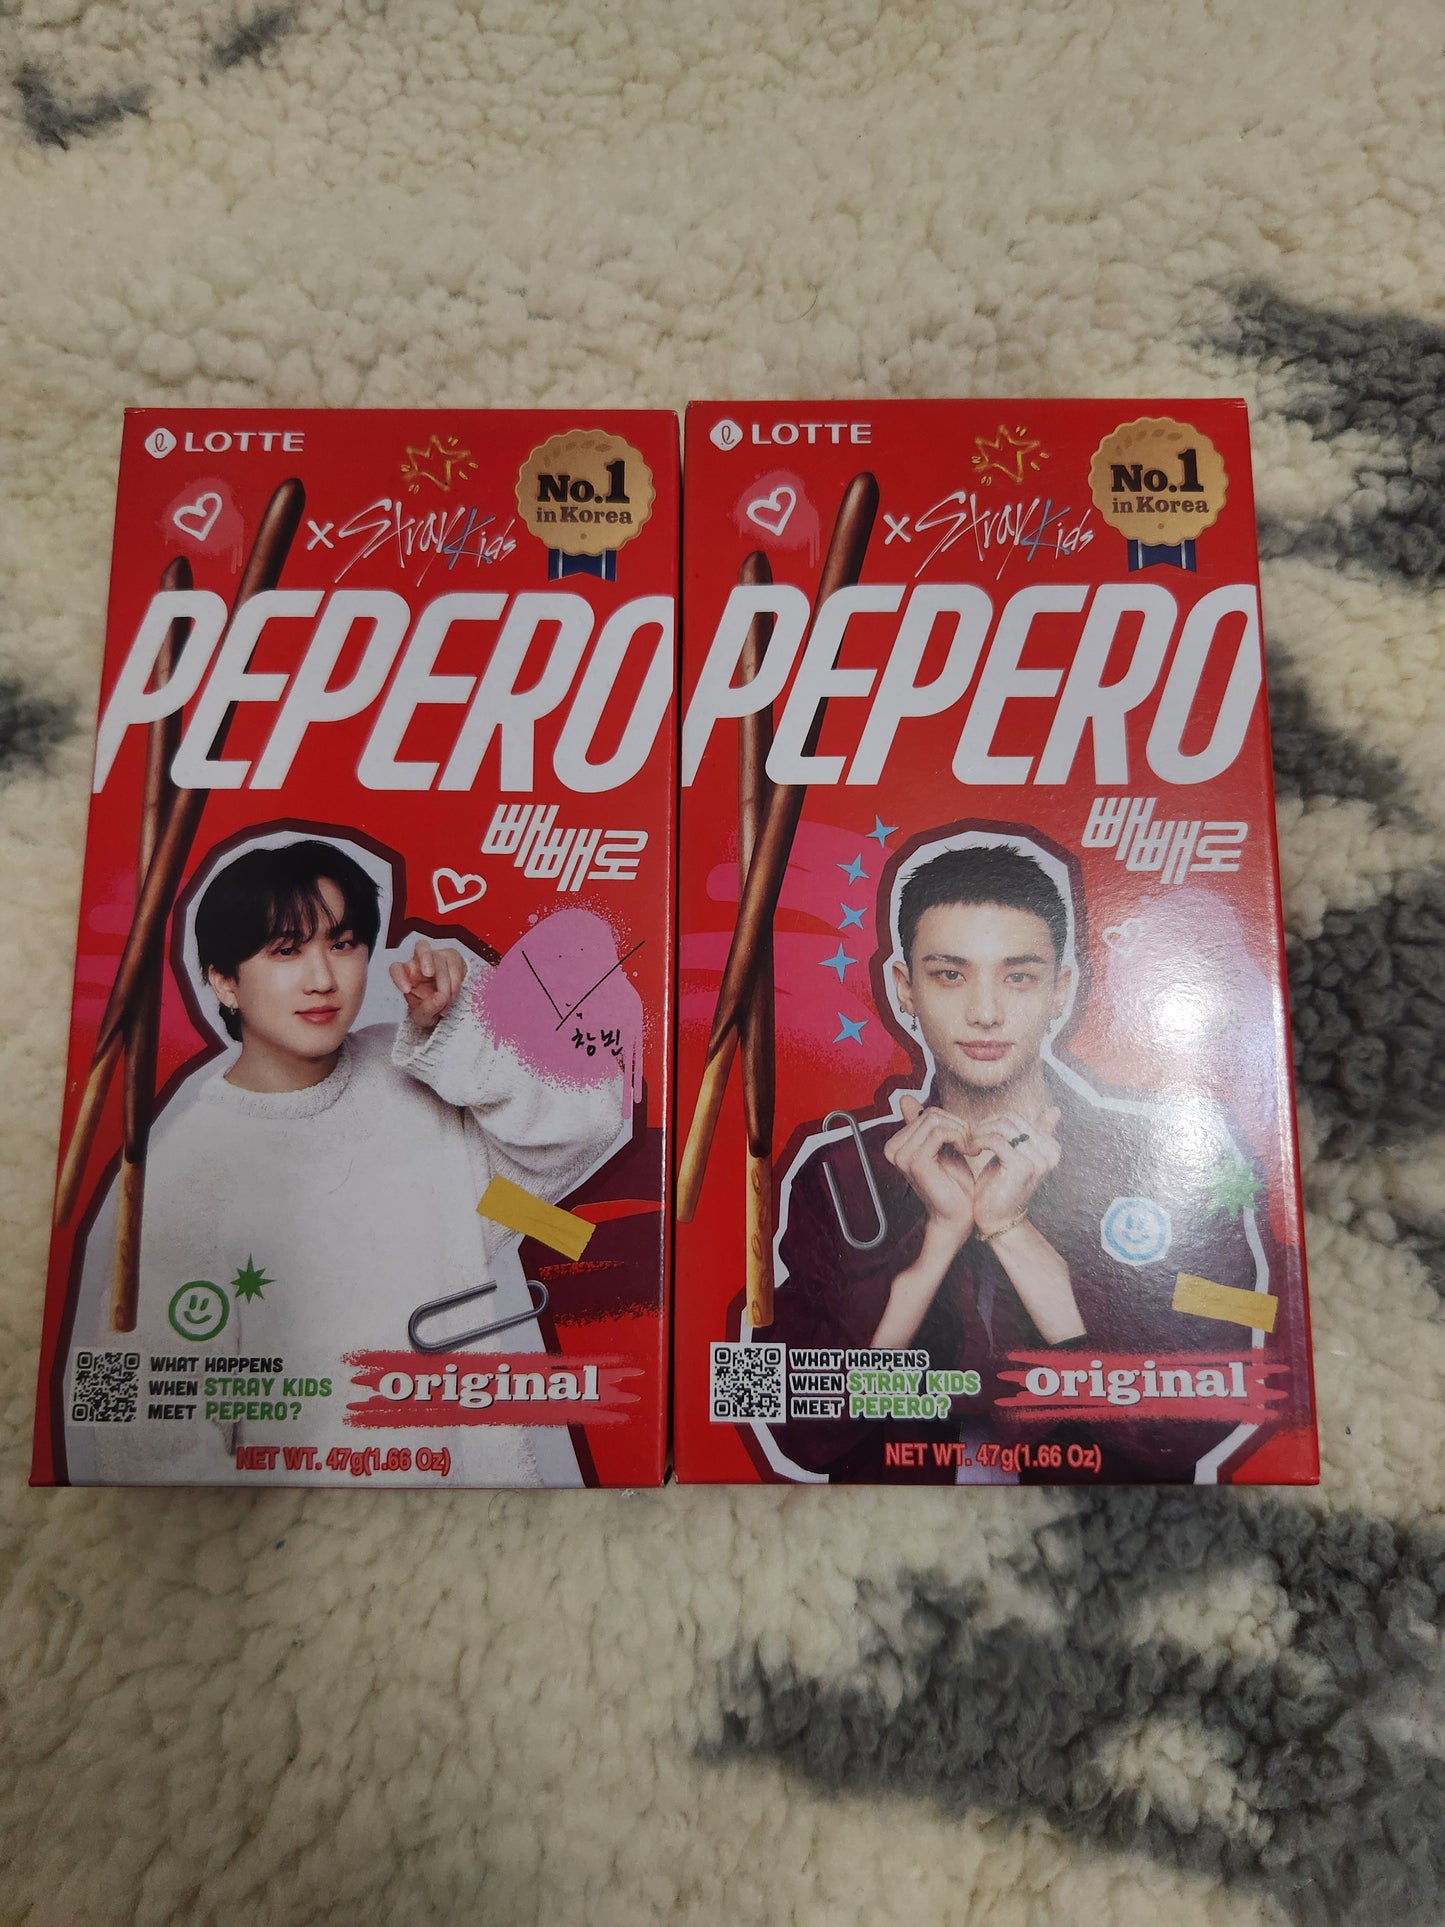 LOTTE
x Stray Kids
No.1
in Korea
PEPERO
빼빼로
창빈
WHAT HAPPENS
WHEN STRAY KIDS
MEET PEPERO?
original
NET WT. 47g(1.66 Oz)
LOTTE
x Stray Kids
No.1
in Korea
PEPERO
빼빼로
WHAT HAPPENS
WHEN STRAY KIDS
MEET PEPERO?
original
NET WT. 47g(1.66 Oz)